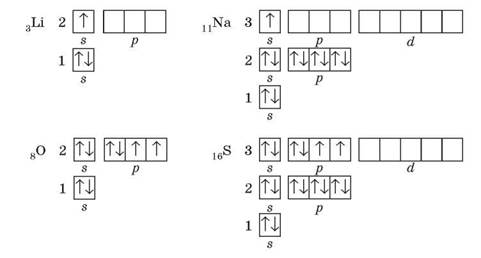 ₃Li 2 ↑
s p
1 ↑↓
s
₁₁Na 3 ↑
s p d
2 ↑↓ ↑↓ ↑↓ ↑↓
s p
1 ↑↓
s
₈O 2 ↑↓ ↑↓ ↑ ↑
s p
1 ↑↓
s
₁₆S 3 ↑↓ ↑↓ ↑ ↑
s p d
2 ↑↓ ↑↓ ↑↓ ↑↓
s p
1 ↑↓
s